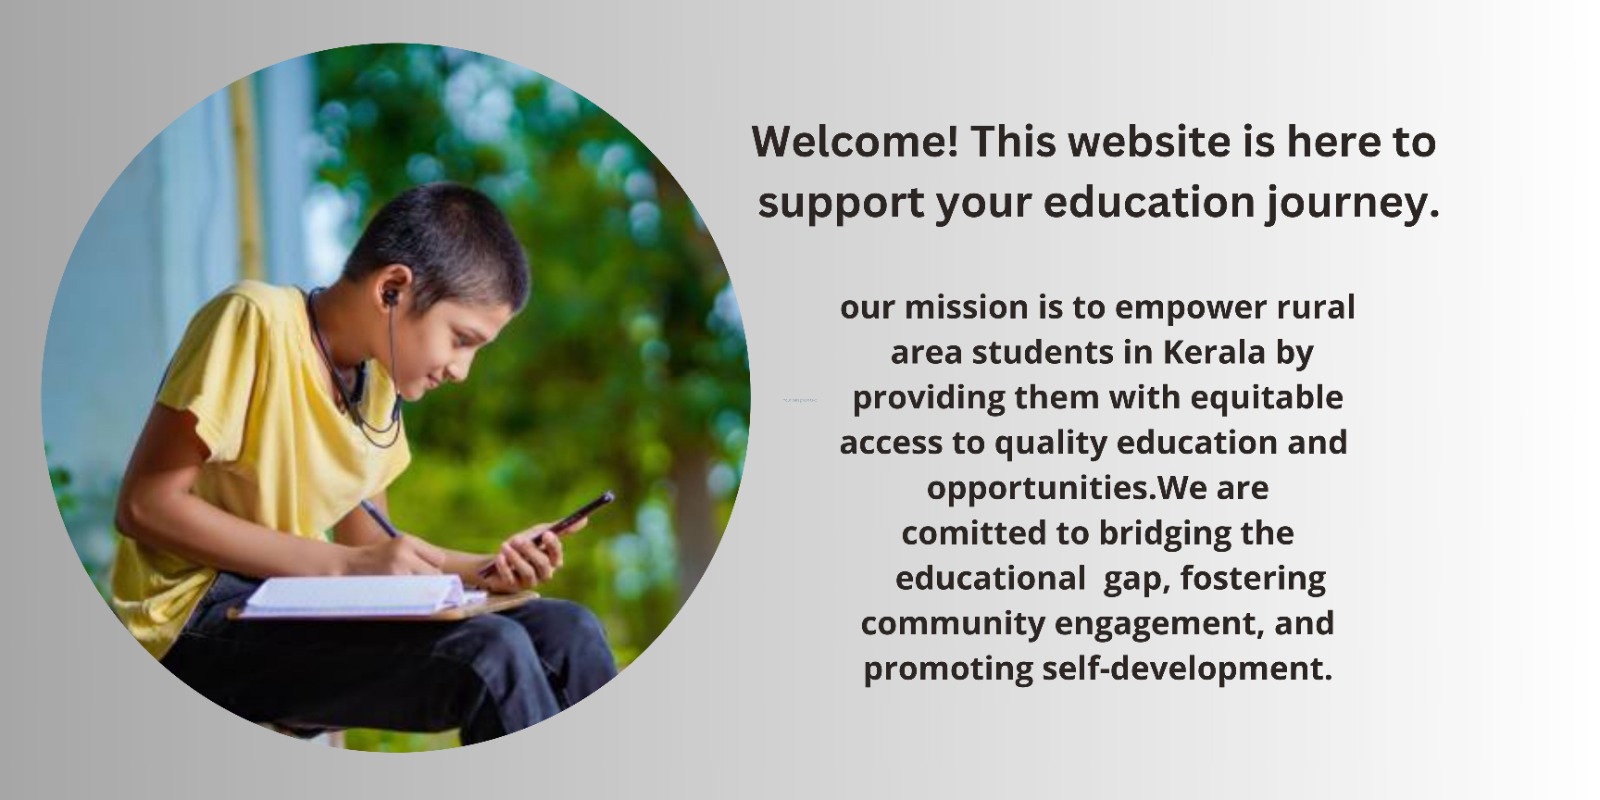 Welcome! This website is here to
support your education journey.
our mission is to empower rural
area students in Kerala by
providing them with equitable
access to quality education and
opportunities.We are
comitted to bridging the
educational  gap, fostering
community engagement, and
promoting self-development.